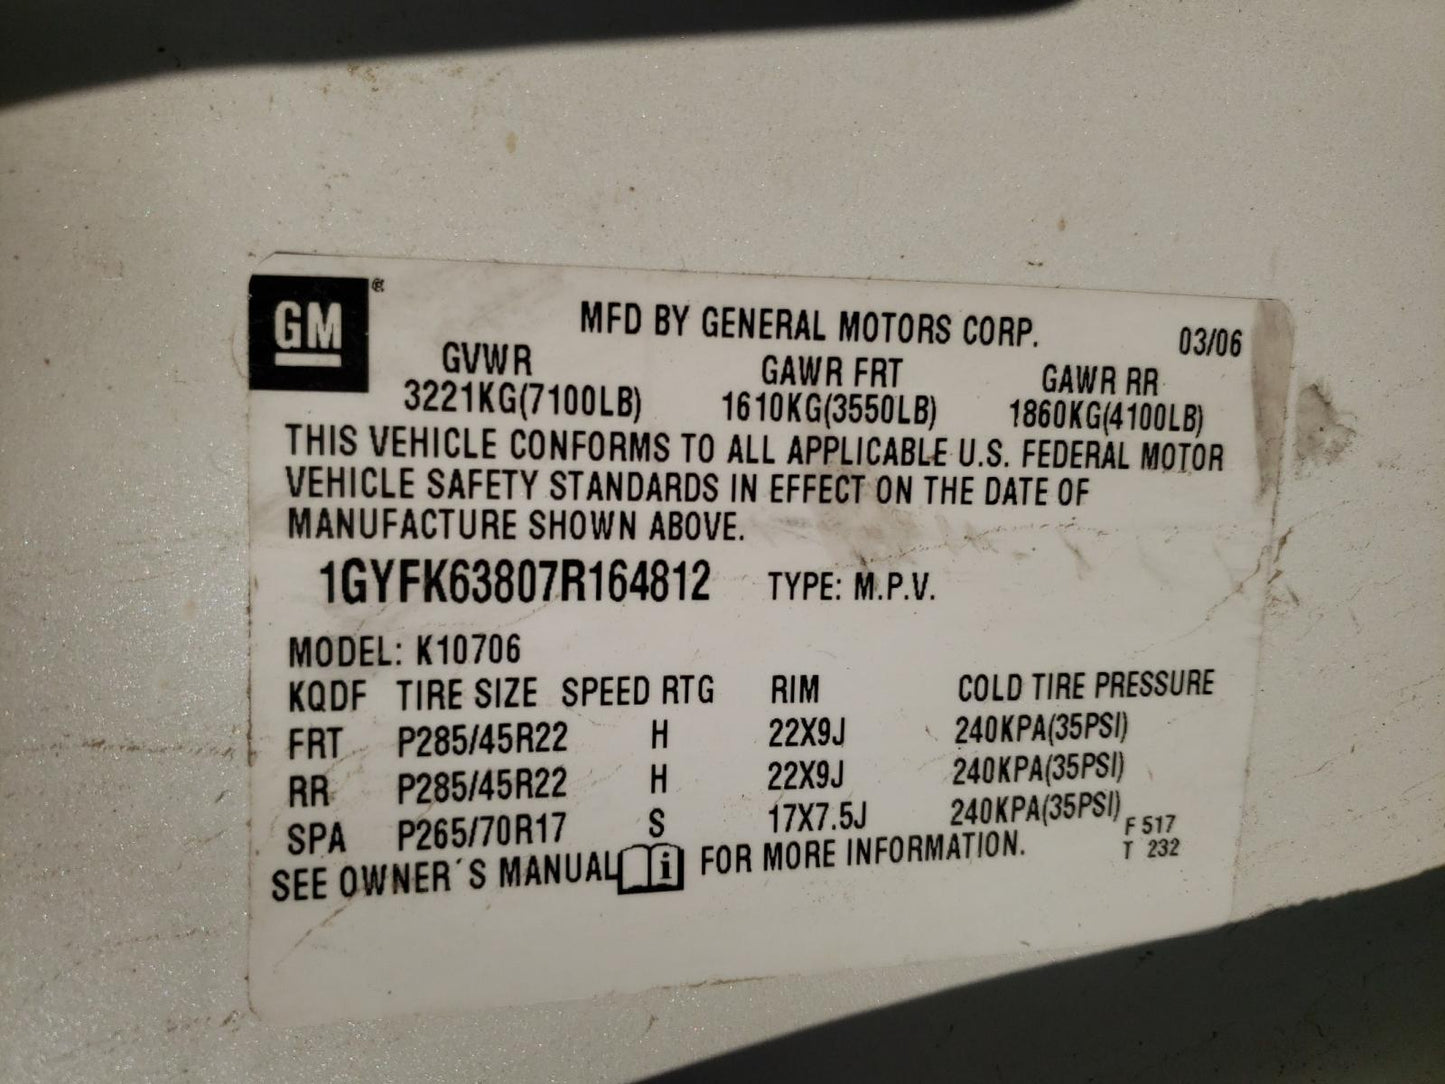 GM ®
MFD BY GENERAL MOTORS CORP. 03/06
GVWR GAWR FRT GAWR RR
3221KG(7100LB) 1610KG(3550LB) 1860KG(4100LB)
THIS VEHICLE CONFORMS TO ALL APPLICABLE U.S. FEDERAL MOTOR
VEHICLE SAFETY STANDARDS IN EFFECT ON THE DATE OF
MANUFACTURE SHOWN ABOVE.
1GYFK63807R164812 TYPE: M.P.V.
MODEL: K10706
KQDF TIRE SIZE SPEED RTG RIM COLD TIRE PRESSURE
FRT P285/45R22 H 22X9J 240KPA(35PSI)
RR P285/45R22 H 22X9J 240KPA(35PSI)
SPA P265/70R17 S 17X7.5J 240KPA(35PSI)
SEE OWNER´S MANUAL i FOR MORE INFORMATION.
F 517
T 232